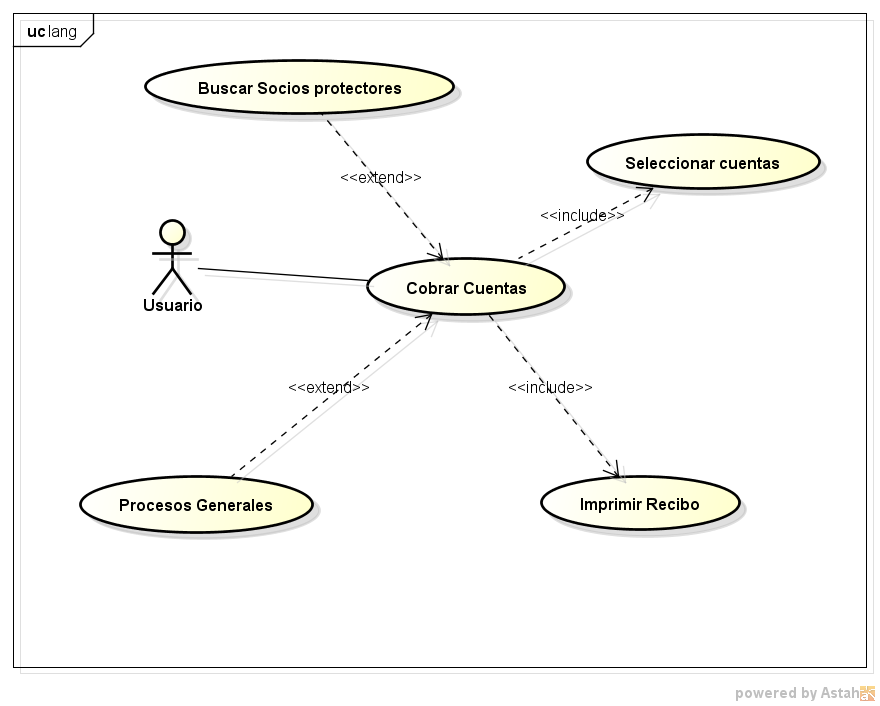 uc lang
Buscar Socios protectores
Seleccionar cuentas
<<extend>>
<<include>>
Cobrar Cuentas
Usuario
<<extend>>
<<include>>
Procesos Generales
Imprimir Recibo
powered by Astah